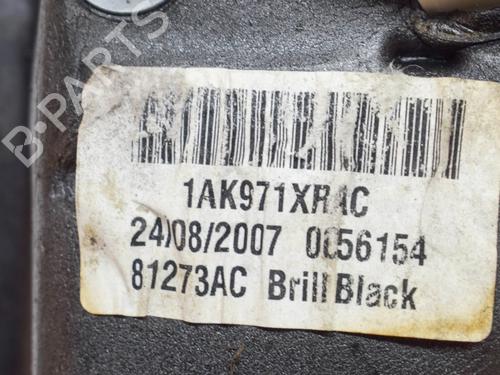 B-PARTS
1AK971XRAC
24/08/2007 0056154
81273AC Brill Black